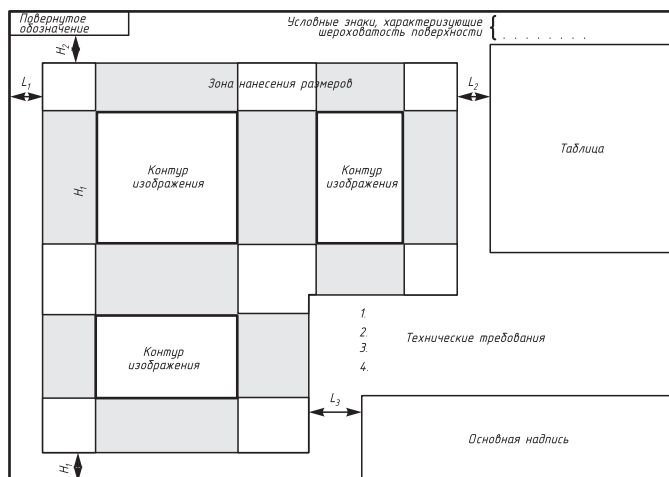 Повернутое
обозначение
Условные знаки, характеризующие
шероховатость поверхности { . . . . . . . .
H₂
L₁
Зона нанесения размеров
L₂
Контур
изображения
Контур
изображения
Таблица
H₁
1.
2.
3.
4.
Технические требования
Контур
изображения
L₃
Основная надпись
H₁